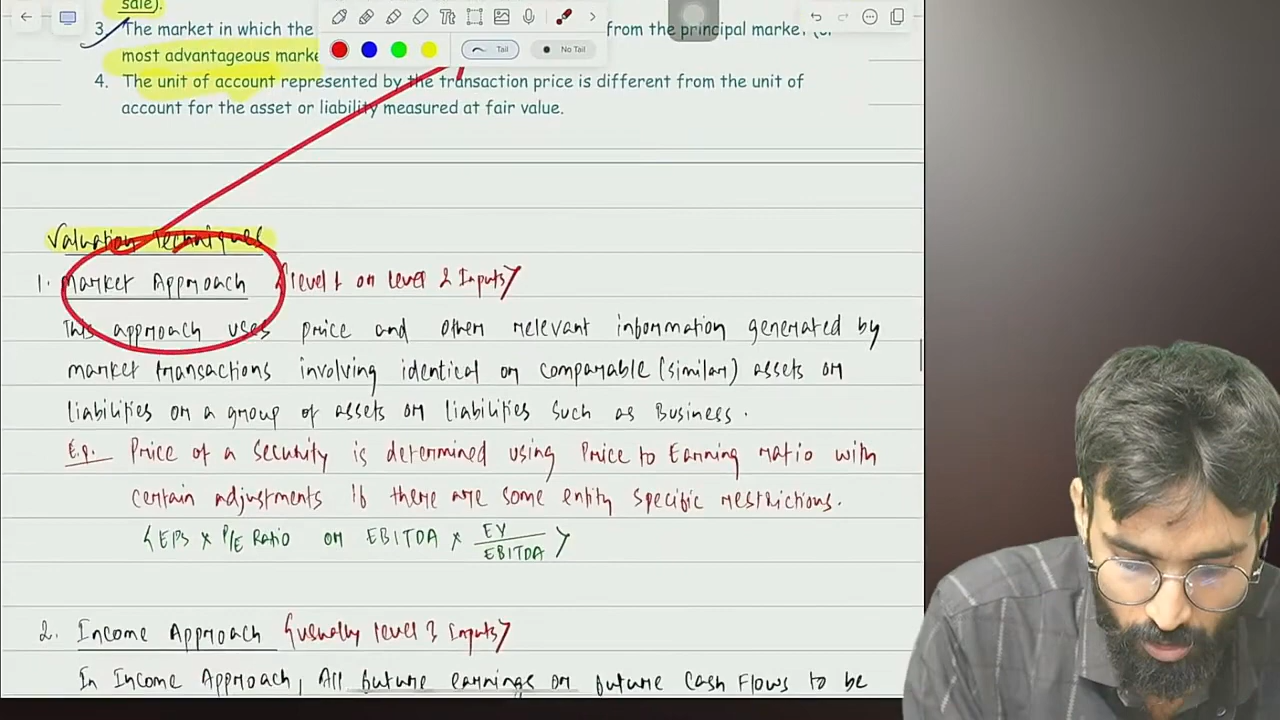 sale).
3. The market in which the from the principal market (or
most advantageous marke
Tail
No Tail
4. The unit of account represented by the transaction price is different from the unit of
account for the asset or liability measured at fair value.
Valuation Techniques
1. Market Approach {level 1 or level 2 Inputs}
This approach uses price and other relevant information generated by
market transactions involving identical or comparable (similar) assets or
liabilities or a group of assets or liabilities such as Business.
E.g. Price of a security is determined using Price to Earning ratio with
certain adjustments If there are some entity specific restrictions.
{EPS x P/E Ratio or EBITDA x EV/EBITDA}
2. Income Approach {usually level 3 Inputs}
In Income Approach, All future earnings or future cash flows to be